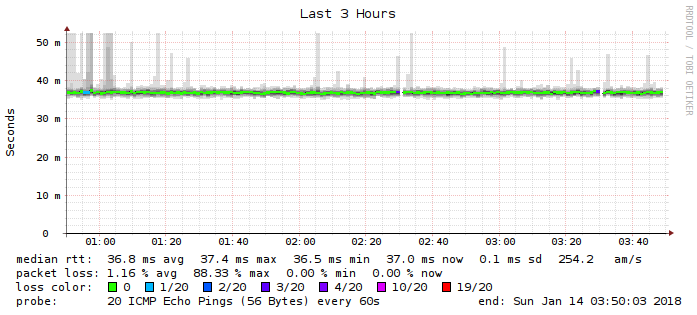 Last 3 Hours
RRDTOOL / TOBI OETIKER
Seconds
50 m
40 m
30 m
20 m
10 m
0
01:00 01:20 01:40 02:00 02:20 02:40 03:00 03:20 03:40
median rtt: 36.8 ms avg 37.4 ms max 36.5 ms min 37.0 ms now 0.1 ms sd 254.2 am/s
packet loss: 1.16 % avg 88.33 % max 0.00 % min 0.00 % now
loss color: 0 1/20 2/20 3/20 4/20 10/20 19/20
probe: 20 ICMP Echo Pings (56 Bytes) every 60s end: Sun Jan 14 03:50:03 2018